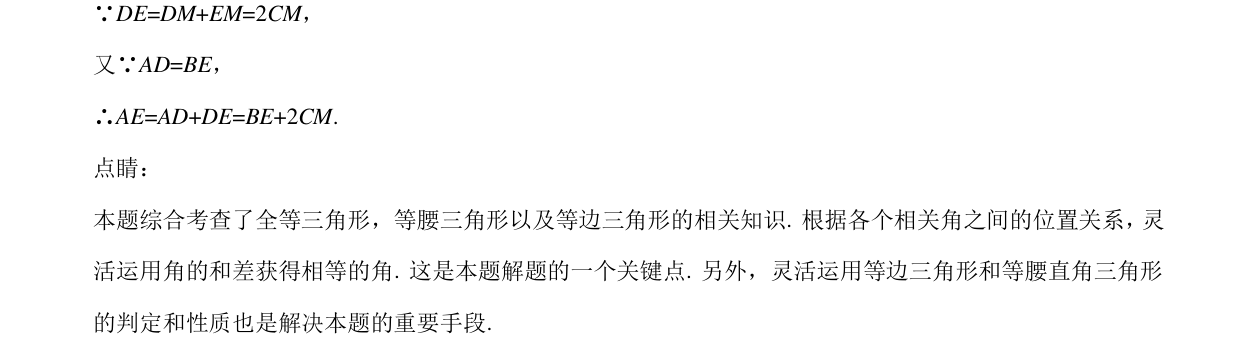 ∵DE=DM+EM=2CM，
又∵AD=BE，
∴AE=AD+DE=BE+2CM.
点睛：
本题综合考查了全等三角形，等腰三角形以及等边三角形的相关知识. 根据各个相关角之间的位置关系，灵
活运用角的和差获得相等的角. 这是本题解题的一个关键点. 另外，灵活运用等边三角形和等腰直角三角形
的判定和性质也是解决本题的重要手段.